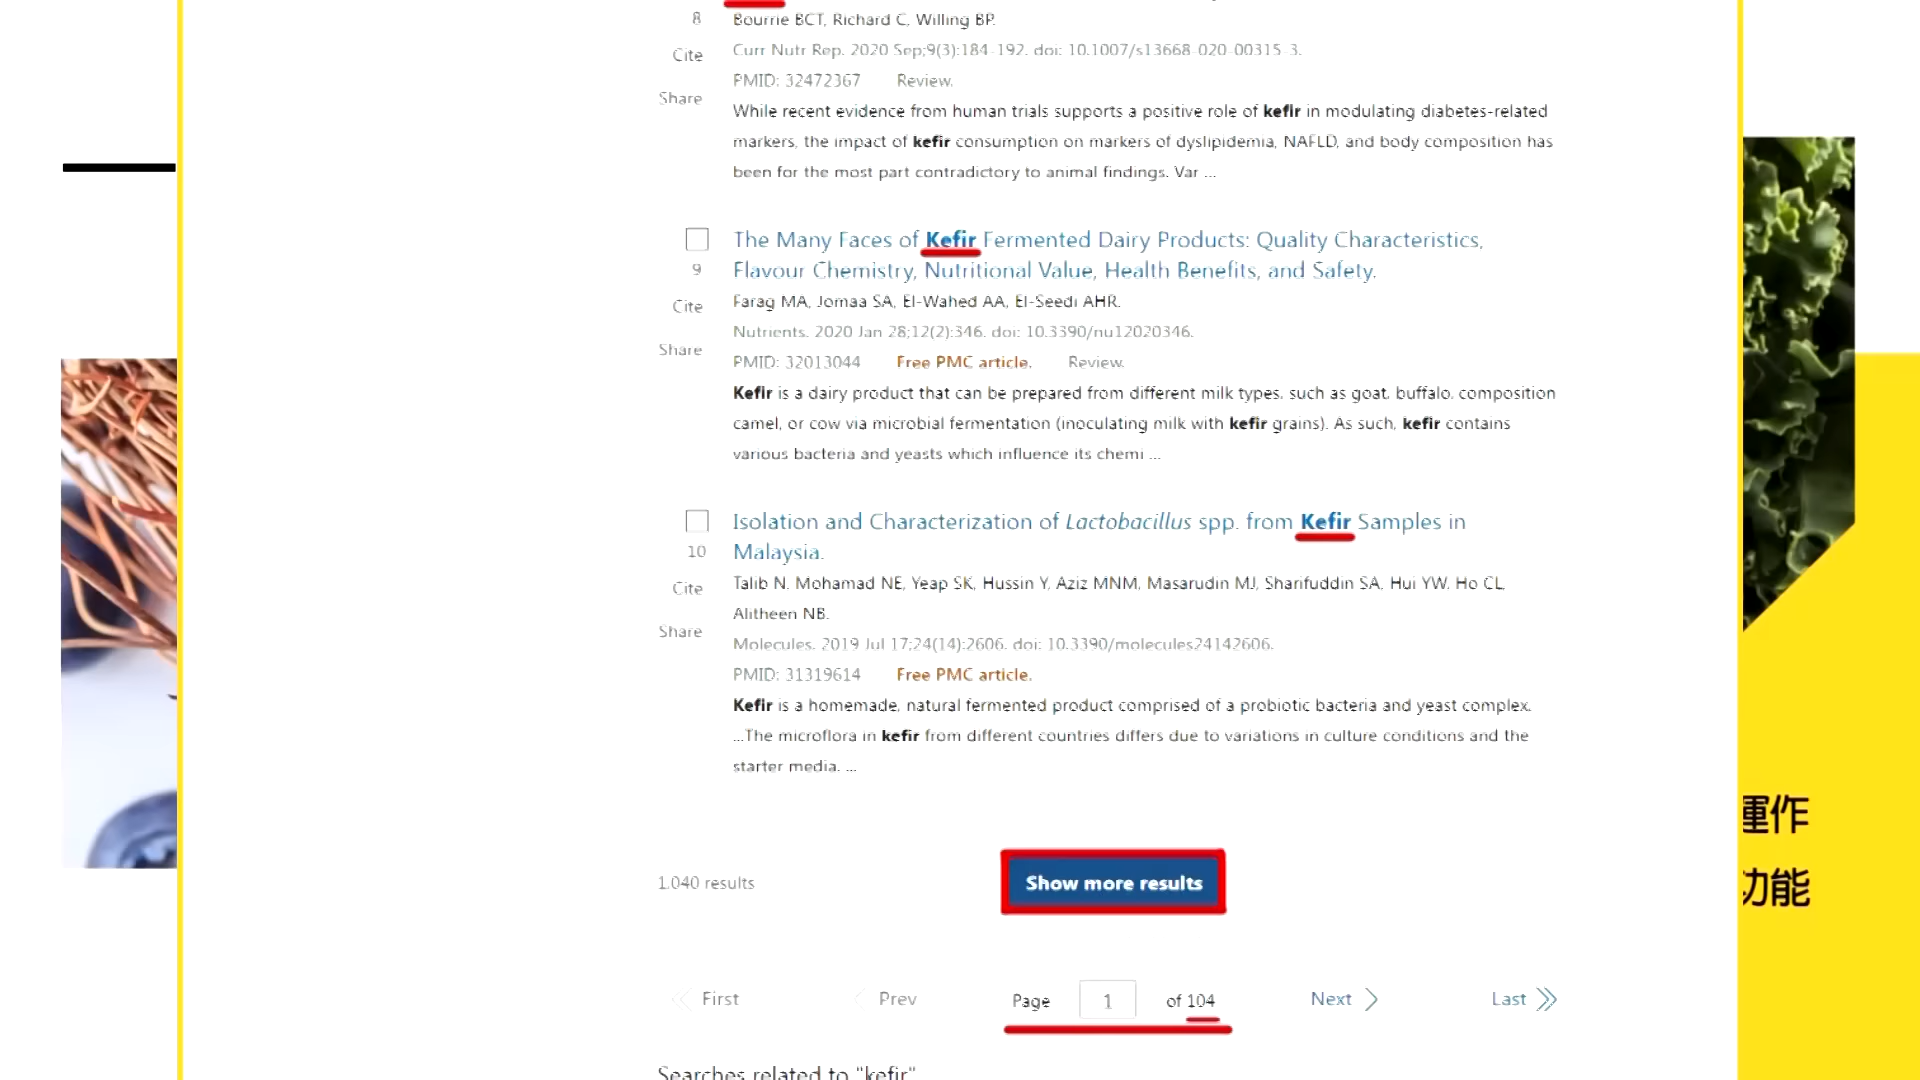 8
Bourrie BCT, Richard C, Willing BP.
Cite
Curr Nutr Rep. 2020 Sep;9(3):184-192. doi: 10.1007/s13668-020-00315-3.
PMID: 32472367 Review.
Share
While recent evidence from human trials supports a positive role of kefir in modulating diabetes-related
markers, the impact of kefir consumption on markers of dyslipidemia, NAFLD, and body composition has
been for the most part contradictory to animal findings. Var ...
The Many Faces of Kefir Fermented Dairy Products: Quality Characteristics,
9
Flavour Chemistry, Nutritional Value, Health Benefits, and Safety.
Cite
Farag MA, Jomaa SA, El-Wahed AA, El-Seedi AHR.
Nutrients. 2020 Jan 28;12(2):346. doi: 10.3390/nu12020346.
Share
PMID: 32013044 Free PMC article. Review.
Kefir is a dairy product that can be prepared from different milk types, such as goat, buffalo, composition
camel, or cow via microbial fermentation (inoculating milk with kefir grains). As such, kefir contains
various bacteria and yeasts which influence its chemi ...
Isolation and Characterization of Lactobacillus spp. from Kefir Samples in
10
Malaysia.
Cite
Talib N, Mohamad NE, Yeap SK, Hussin Y, Aziz MNM, Masarudin MJ, Sharifuddin SA, Hui YW, Ho CL,
Alitheen NB.
Share
Molecules. 2019 Jul 17;24(14):2606. doi: 10.3390/molecules24142606.
PMID: 31319614 Free PMC article.
Kefir is a homemade, natural fermented product comprised of a probiotic bacteria and yeast complex.
...The microflora in kefir from different countries differs due to variations in culture conditions and the
starter media. ...
1,040 results
Show more results
First Prev Page 1 of 104 Next Last
Searches related to "kefir"
運作
功能